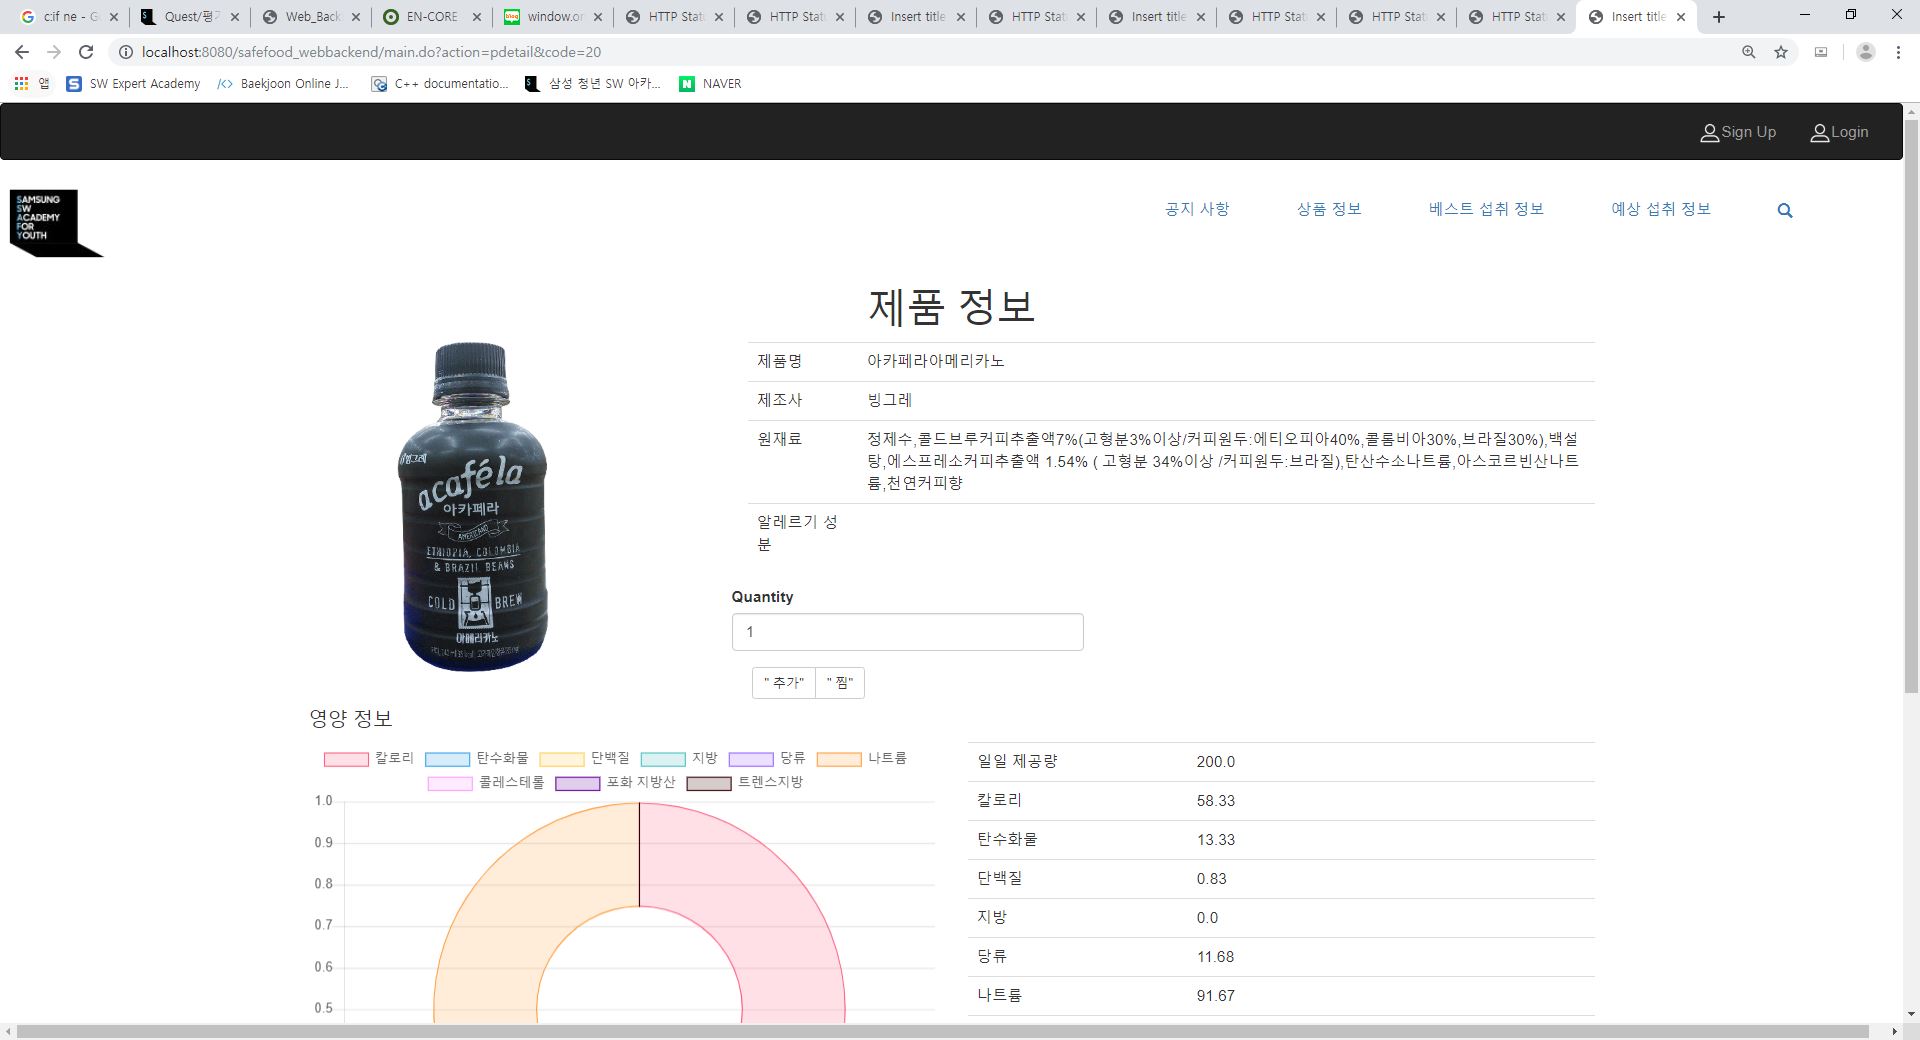 c:if ne - G
Quest/평가
Web_Back
EN-CORE
window.or
HTTP Stat
HTTP Stat
Insert title
HTTP Stat
Insert title
HTTP Stat
HTTP Stat
HTTP Stat
Insert title
localhost:8080/safefood_webbackend/main.do?action=pdetail&code=20
앱
SW Expert Academy
</> Baekjoon Online J...
C++ documentatio...
삼성 청년 SW 아카...
NAVER
Sign Up
Login
SAMSUNG
SW
ACADEMY
FOR
YOUTH
공지 사항
상품 정보
베스트 섭취 정보
예상 섭취 정보
제품 정보
빙그레
acaféla
아카페라
AMERICANO
ETHIOPIA, COLOMBIA
& BRAZIL BEANS
COLD BREW
아메리카노
제품명 아카페라아메리카노
제조사 빙그레
원재료 정제수,콜드브루커피추출액7%(고형분3%이상/커피원두:에티오피아40%,콜롬비아30%,브라질30%),백설
탕,에스프레소커피추출액 1.54% ( 고형분 34%이상 /커피원두:브라질),탄산수소나트륨,아스코르빈산나트
륨,천연커피향
알레르기 성
분
Quantity
1
" 추가"
" 찜"
영양 정보
칼로리 탄수화물 단백질 지방 당류 나트륨
콜레스테롤 포화 지방산 트렌스지방
1.0
0.9
0.8
0.7
0.6
0.5
일일 제공량 200.0
칼로리 58.33
탄수화물 13.33
단백질 0.83
지방 0.0
당류 11.68
나트륨 91.67